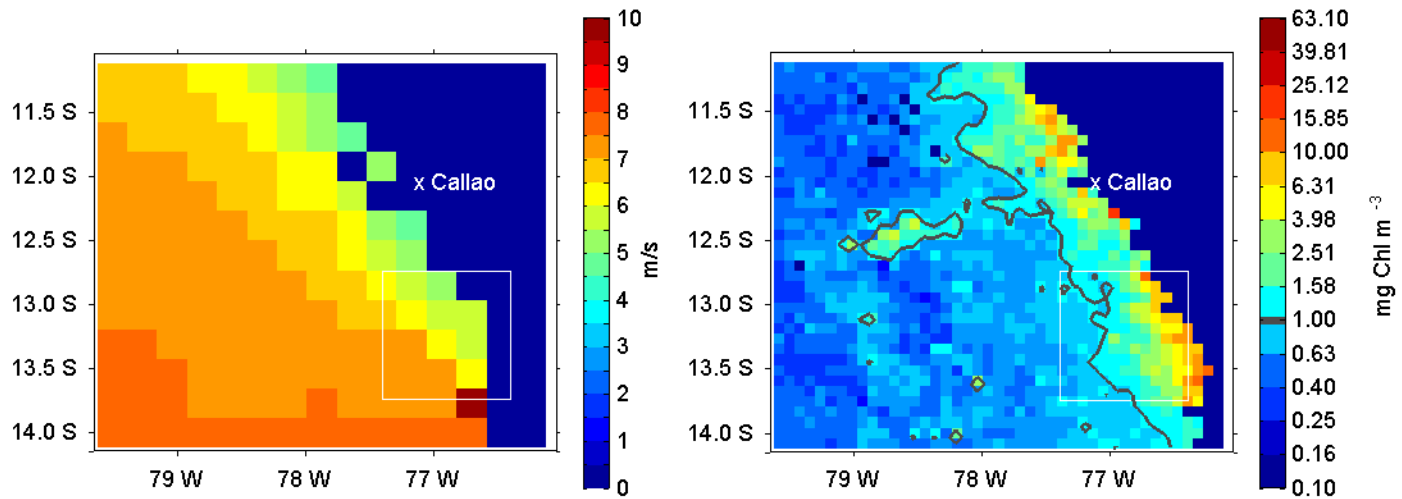 11.5 S
12.0 S
12.5 S
13.0 S
13.5 S
14.0 S
79 W 78 W 77 W
x Callao
10
9
8
7
6
5
4
3
2
1
0
m/s
11.5 S
12.0 S
12.5 S
13.0 S
13.5 S
14.0 S
79 W 78 W 77 W
x Callao
63.10
39.81
25.12
15.85
10.00
6.31
3.98
2.51
1.58
1.00
0.63
0.40
0.25
0.16
0.10
mg Chl m⁻³